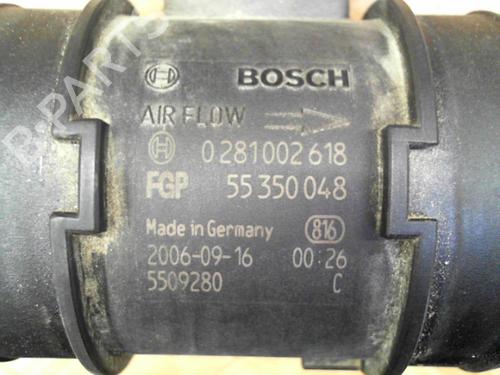 BOSCH
AIR FLOW
0 281 002 618
FGP 55 350 048
Made in Germany 816
2006-09-16 00:26
5509280 C
B-PARTS